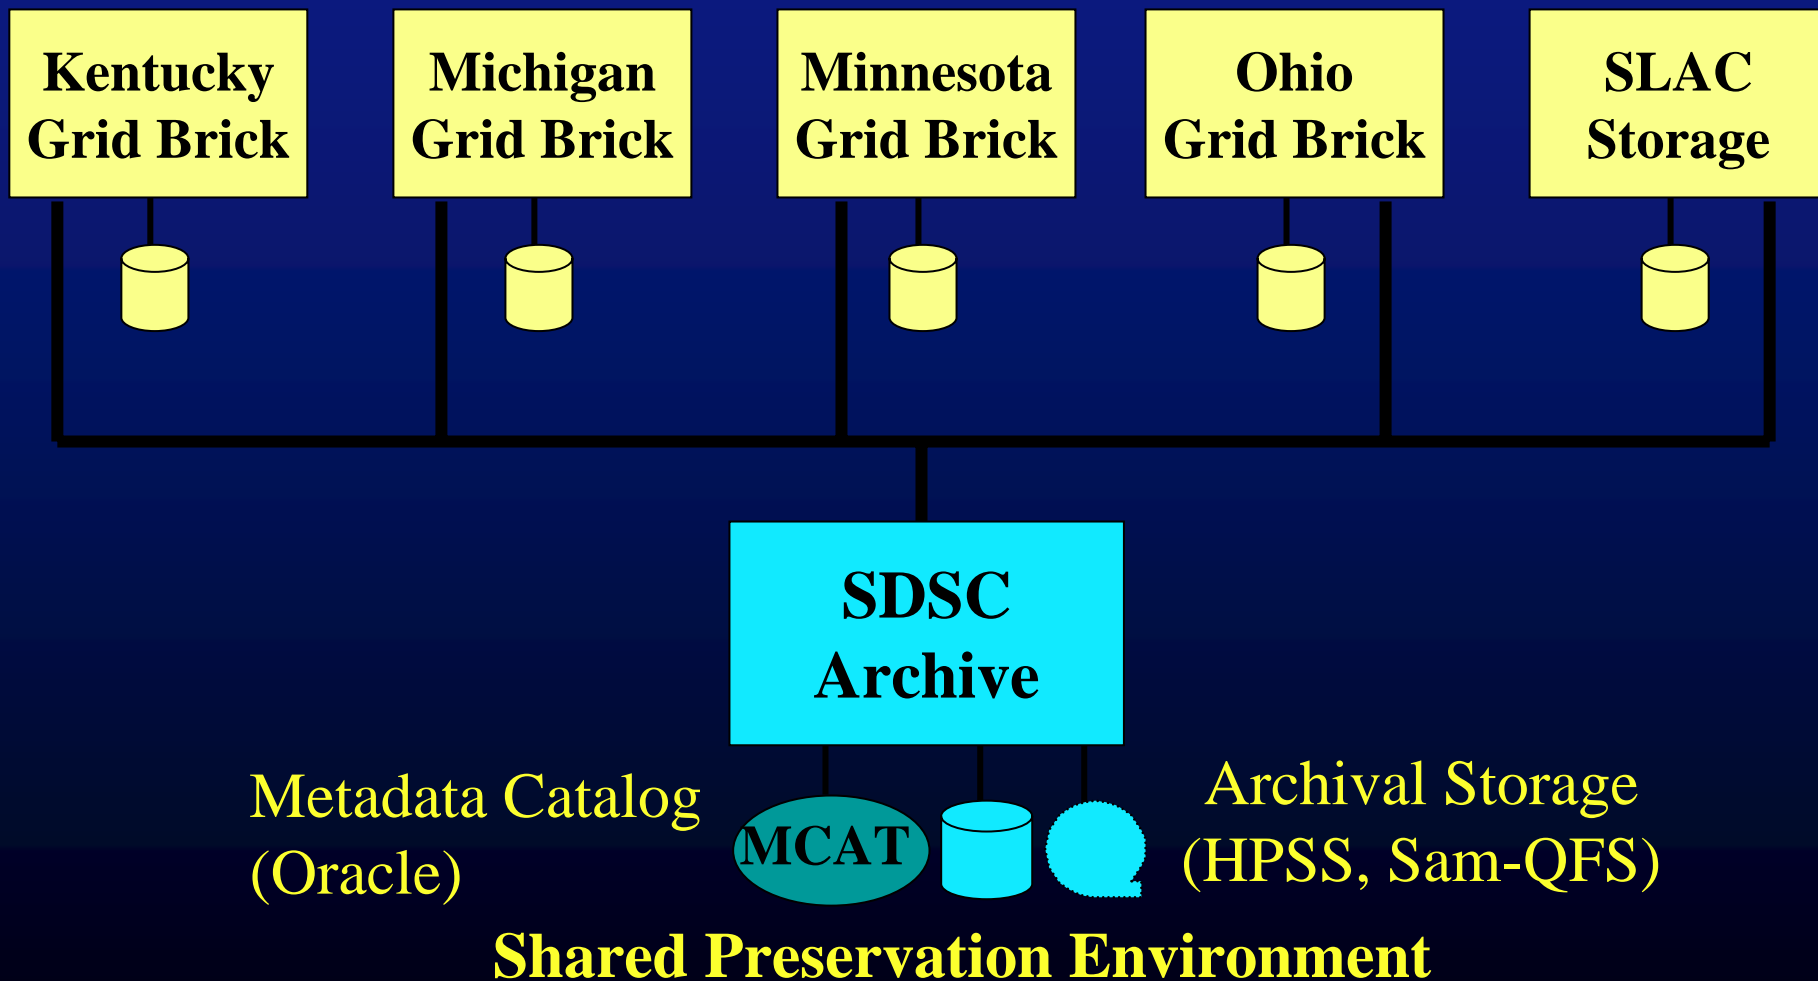 Kentucky
Grid Brick
Michigan
Grid Brick
Minnesota
Grid Brick
Ohio
Grid Brick
SLAC
Storage
SDSC
Archive
Metadata Catalog
(Oracle)
MCAT
Archival Storage
(HPSS, Sam-QFS)
Shared Preservation Environment